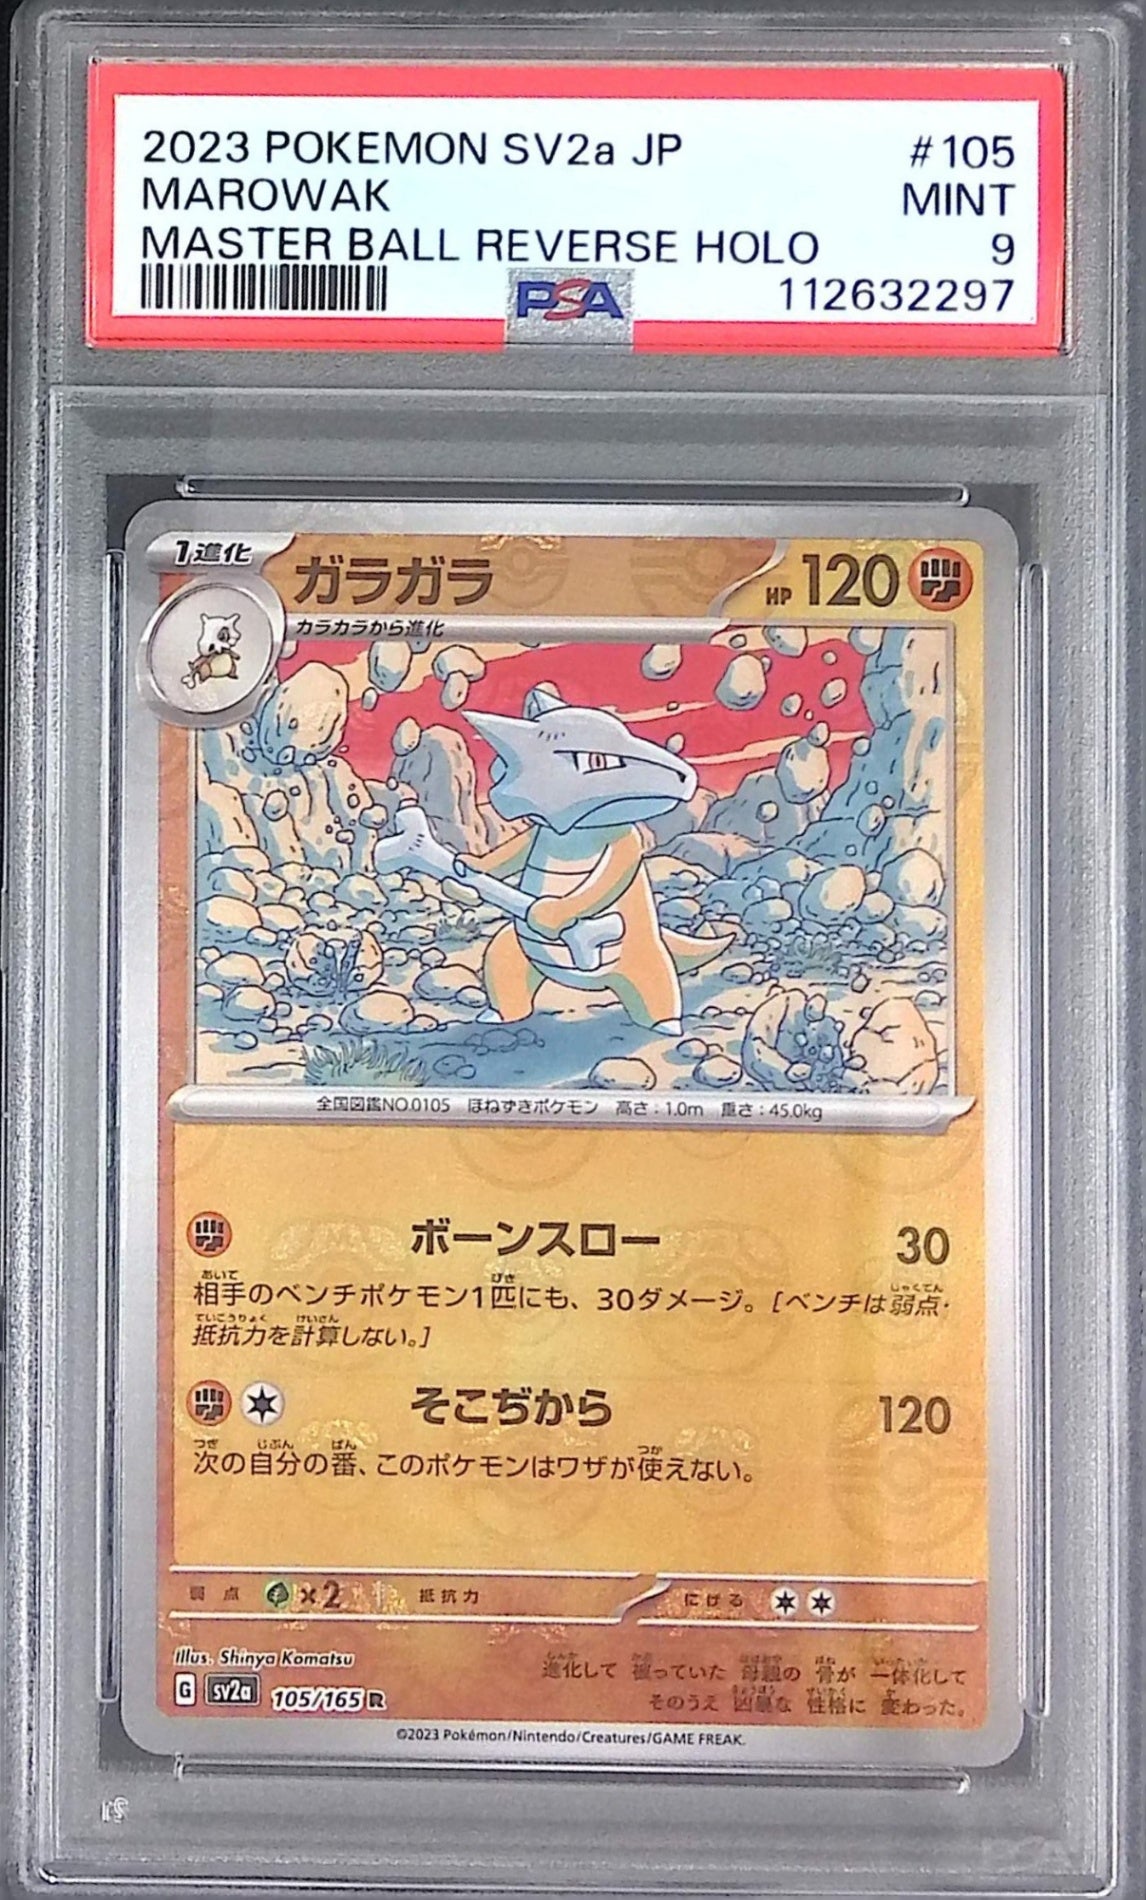 2023 POKEMON SV2a JP #105
MAROWAK MINT
MASTER BALL REVERSE HOLO 9
PSA 112632297
1進化 ガラガラ HP 120
カラカラから進化
全国図鑑NO.0105 ほねずきポケモン 高さ：1.0m 重さ：45.0kg
ボーンスロー 30
相手のベンチポケモン1匹にも、30ダメージ。[ベンチは弱点・
抵抗力を計算しない。]
そこぢから 120
次の自分の番、このポケモンはワザが使えない。
弱点 ×2 抵抗力 にげる
illus. Shinya Komatsu
進化して 被っていた 母親の 骨が 一体化して
そのうえ 凶暴な 性格に 変わった。
G sv2a 105/165 R
©2023 Pokémon/Nintendo/Creatures/GAME FREAK.